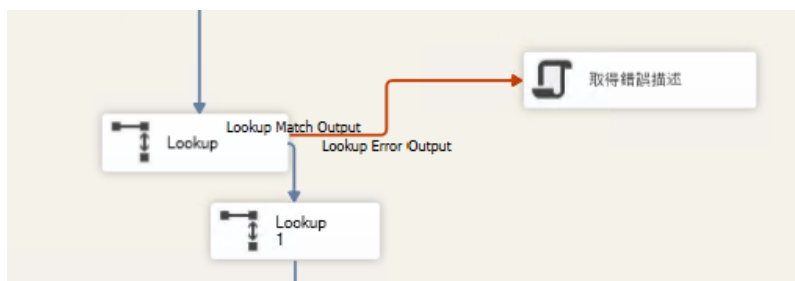 取得錯誤描述
Lookup Match Output
Lookup
Lookup Error Output
Lookup
1